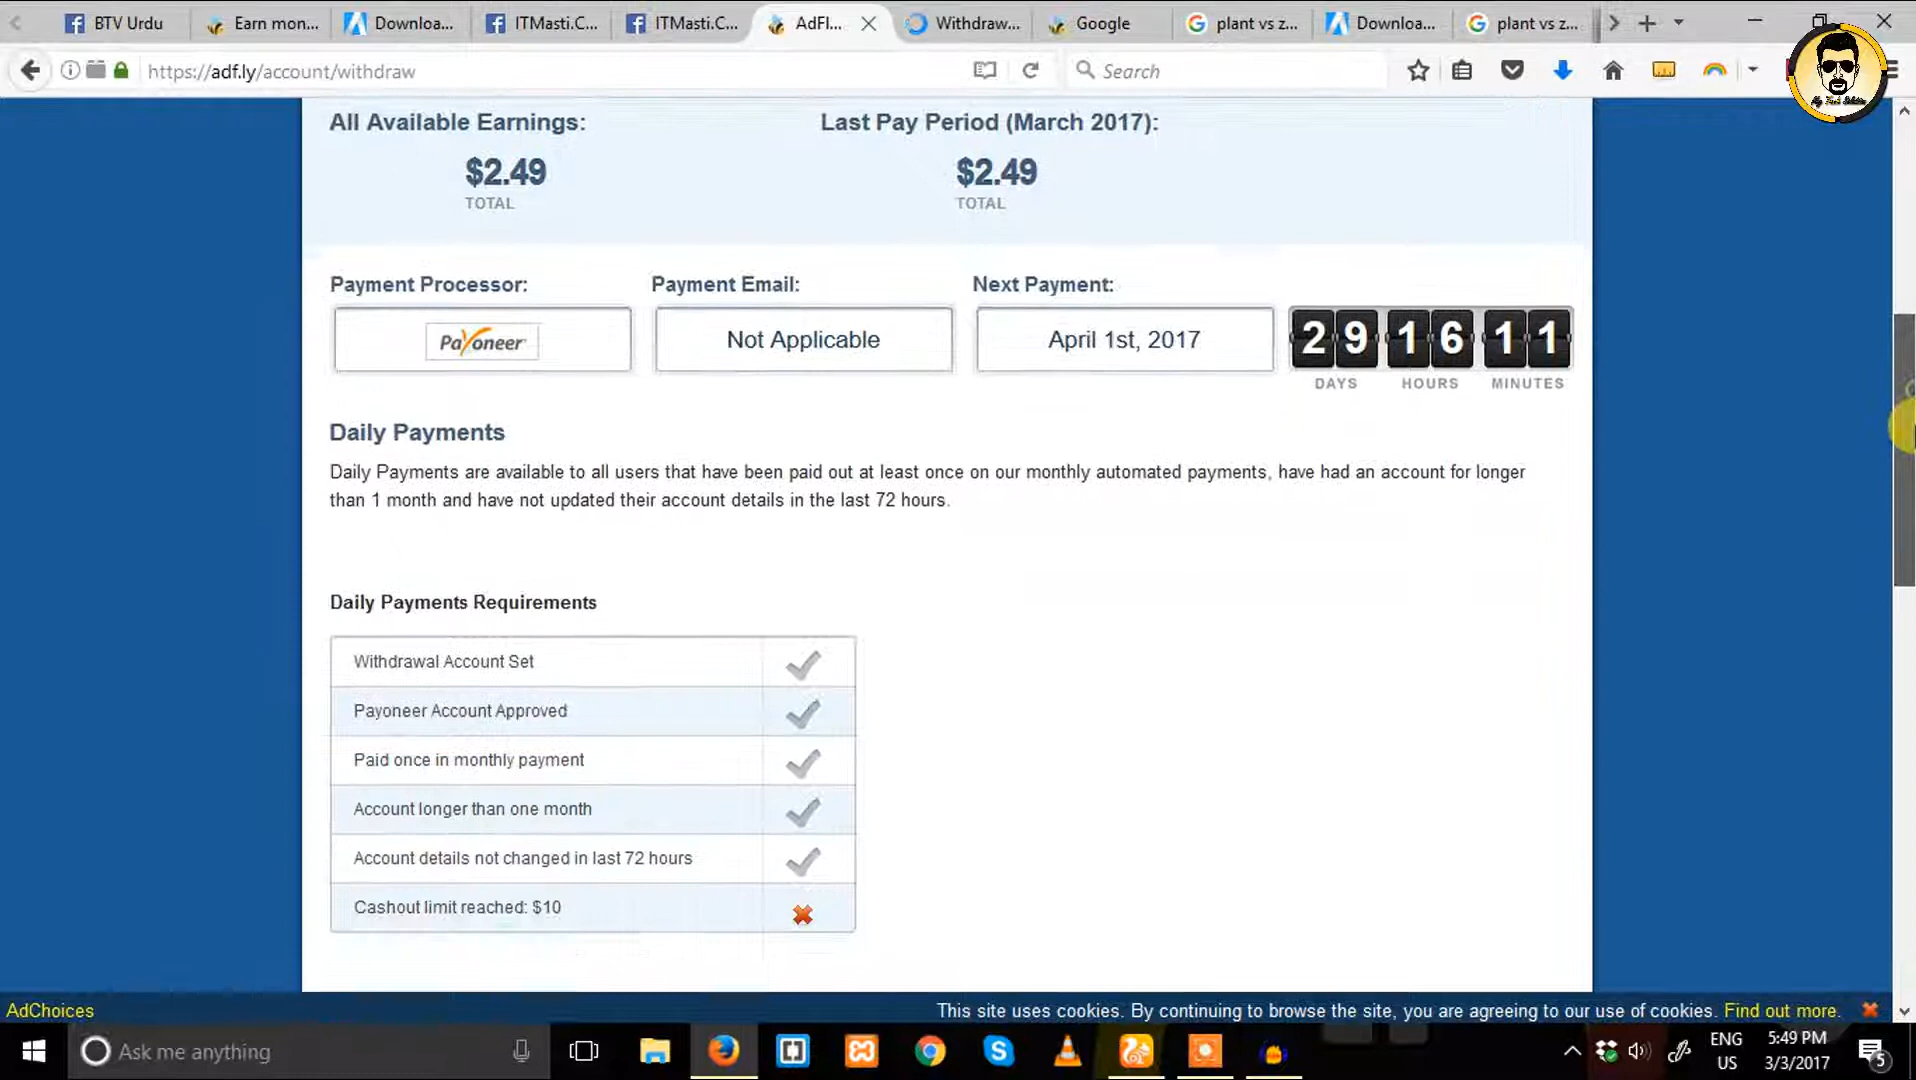 BTV Urdu
Earn mon...
Downloa...
ITMasti.C...
ITMasti.C...
AdFl...
Withdraw...
Google
plant vs z...
Downloa...
plant vs z...
https://adf.ly/account/withdraw
Search
All Available Earnings:
Last Pay Period (March 2017):
$2.49
$2.49
TOTAL
TOTAL
Payment Processor:
Payment Email:
Next Payment:
Payoneer
Not Applicable
April 1st, 2017
29 16 11
DAYS HOURS MINUTES
Daily Payments
Daily Payments are available to all users that have been paid out at least once on our monthly automated payments, have had an account for longer
than 1 month and have not updated their account details in the last 72 hours.
Daily Payments Requirements
Withdrawal Account Set
Payoneer Account Approved
Paid once in monthly payment
Account longer than one month
Account details not changed in last 72 hours
Cashout limit reached: $10
AdChoices
This site uses cookies. By continuing to browse the site, you are agreeing to our use of cookies. Find out more.
Ask me anything
ENG
US
5:49 PM
3/3/2017
5